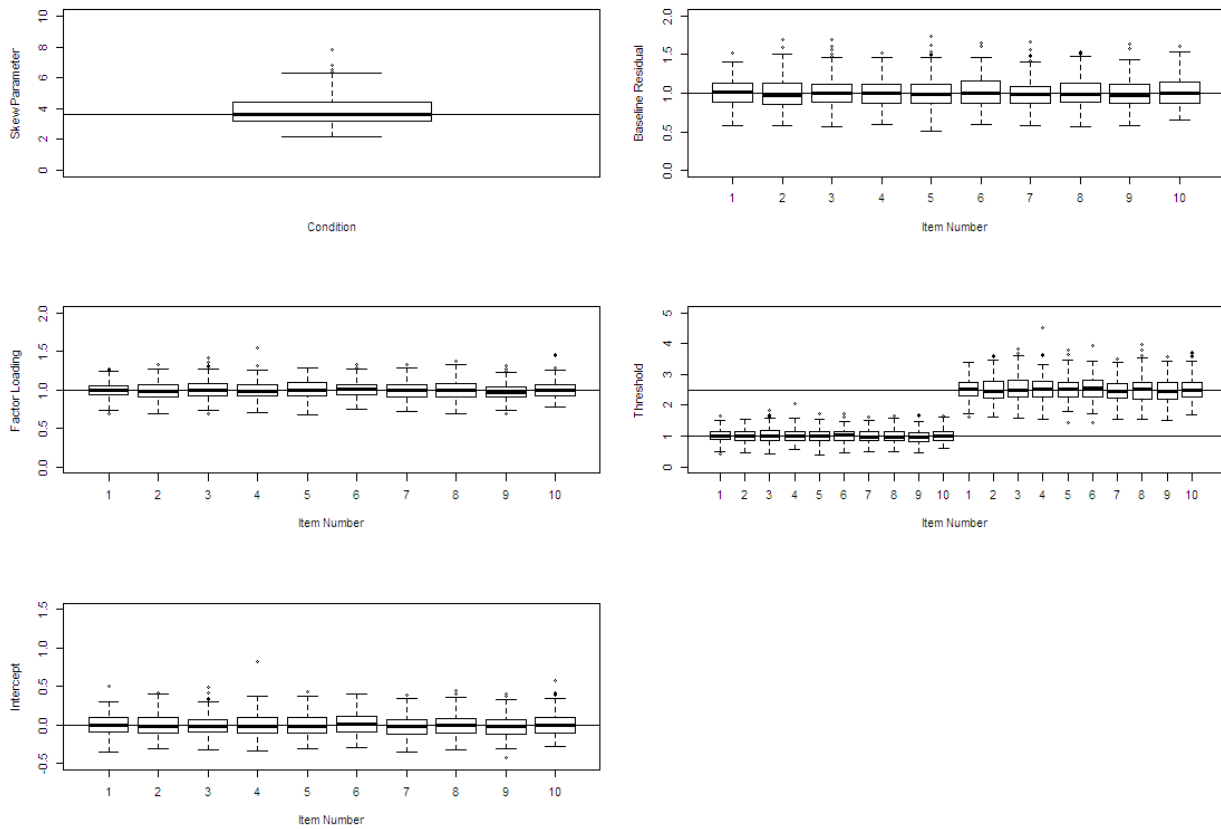 Skew Parameter
10
8
6
4
2
0
Condition
Baseline Residual
2.0
1.5
1.0
0.5
0.0
1 2 3 4 5 6 7 8 9 10
Item Number
Factor Loading
2.0
1.5
1.0
0.5
0.0
1 2 3 4 5 6 7 8 9 10
Item Number
Threshold
5
4
3
2
1
0
1 2 3 4 5 6 7 8 9 10 1 2 3 4 5 6 7 8 9 10
Item Number
Intercept
1.5
1.0
0.5
0.0
-0.5
1 2 3 4 5 6 7 8 9 10
Item Number